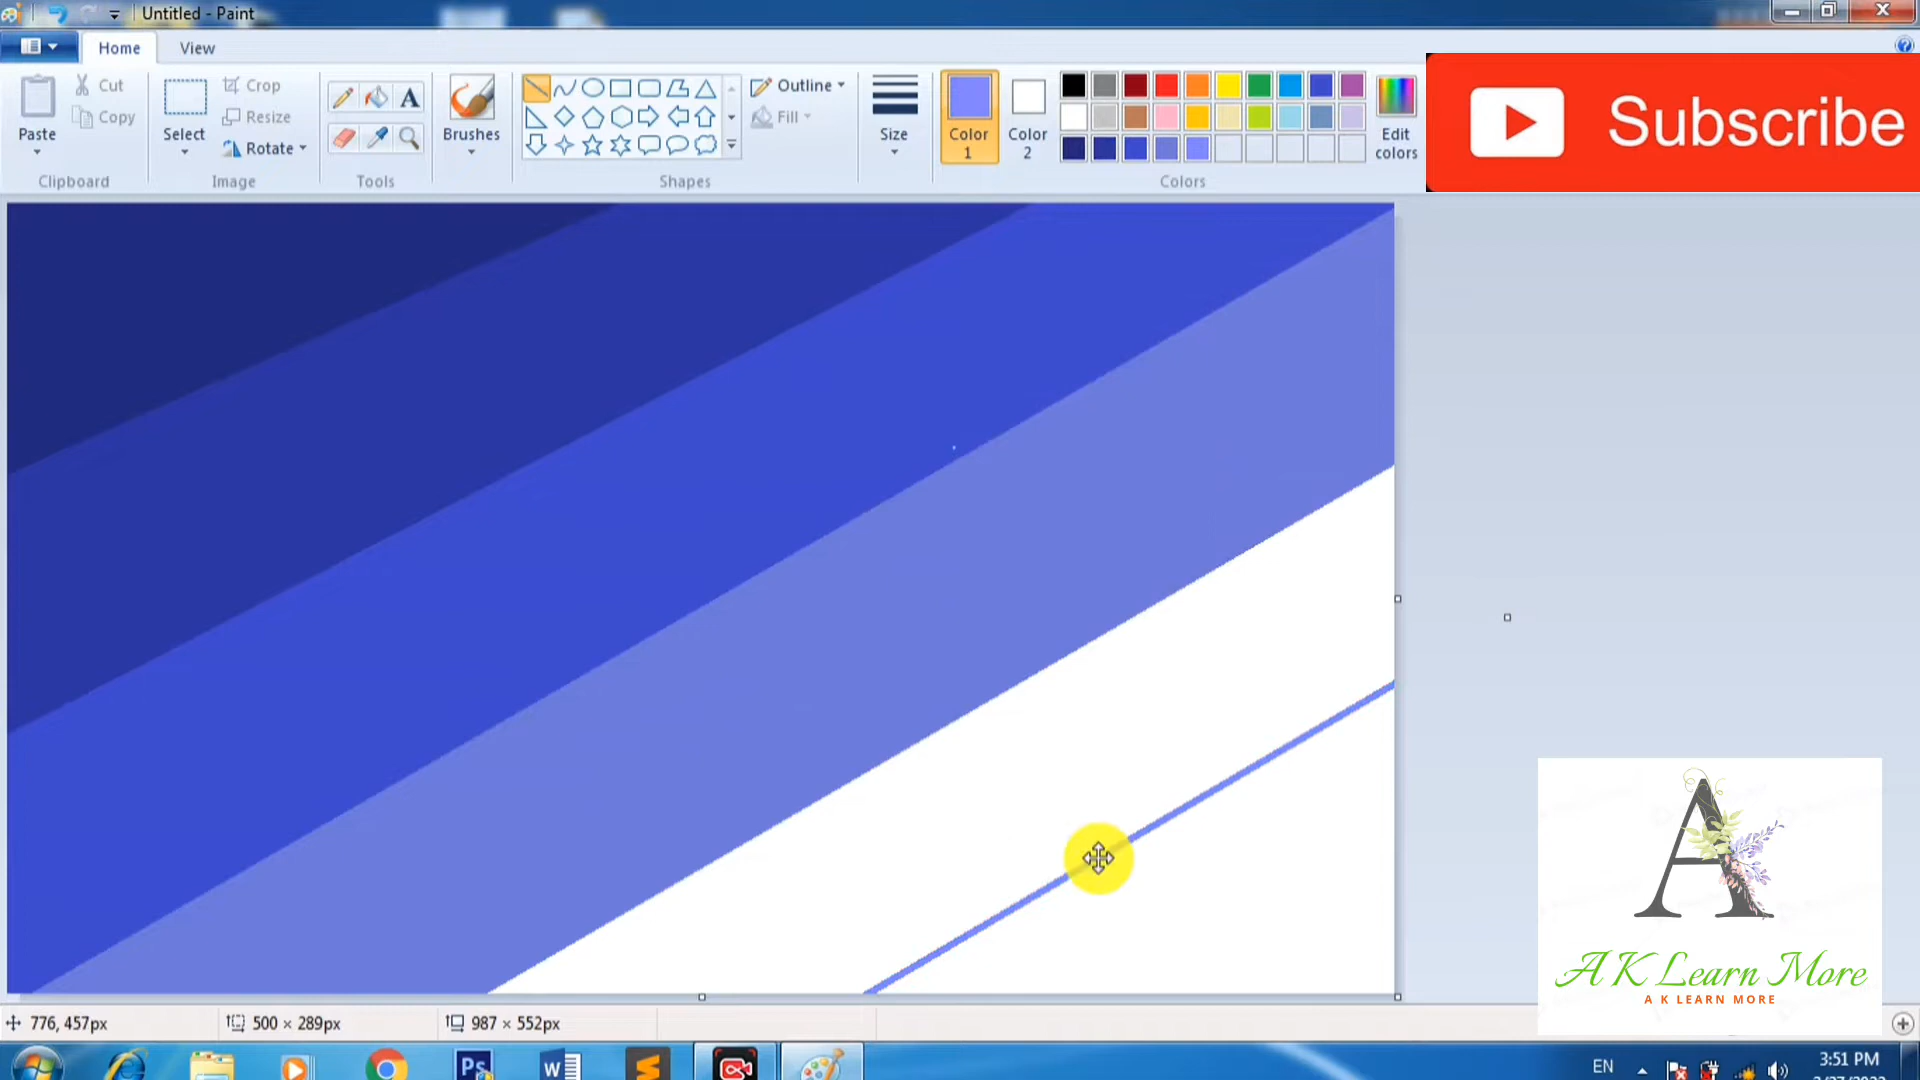 Untitled - Paint
Home
View
Paste
Cut
Copy
Clipboard
Select
Crop
Resize
Rotate
Image
A
Tools
Brushes
Outline
Fill
Shapes
Size
Color 1
Color 2
Edit colors
Colors
Subscribe
A
A K Learn More
A K LEARN MORE
776, 457px
500 × 289px
987 × 552px
Ps
W
EN
3:51 PM